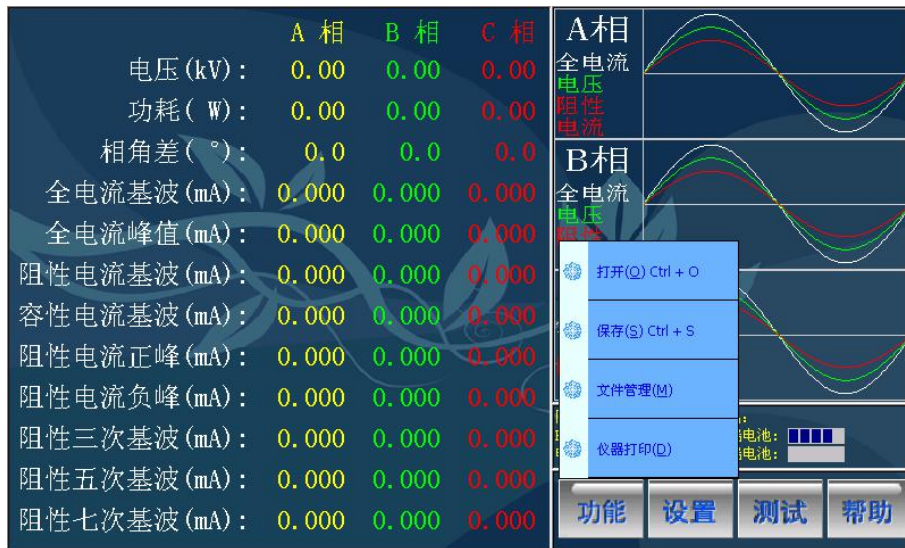 A 相 B 相 C 相
电压(kV): 0.00 0.00 0.00
功耗( W): 0.00 0.00 0.00
相角差( °): 0.0 0.0 0.0
全电流基波(mA): 0.000 0.000 0.000
全电流峰值(mA): 0.000 0.000 0.000
阻性电流基波(mA): 0.000 0.000 0.000
容性电流基波(mA): 0.000 0.000 0.000
阻性电流正峰(mA): 0.000 0.000 0.000
阻性电流负峰(mA): 0.000 0.000 0.000
阻性三次基波(mA): 0.000 0.000 0.000
阻性五次基波(mA): 0.000 0.000 0.000
阻性七次基波(mA): 0.000 0.000 0.000
A相
全电流
电压
阻性
电流
B相
全电流
电压
打开(O) Ctrl + O
保存(S) Ctrl + S
文件管理(M)
仪器打印(D)
电池:
电池:
功能 设置 测试 帮助